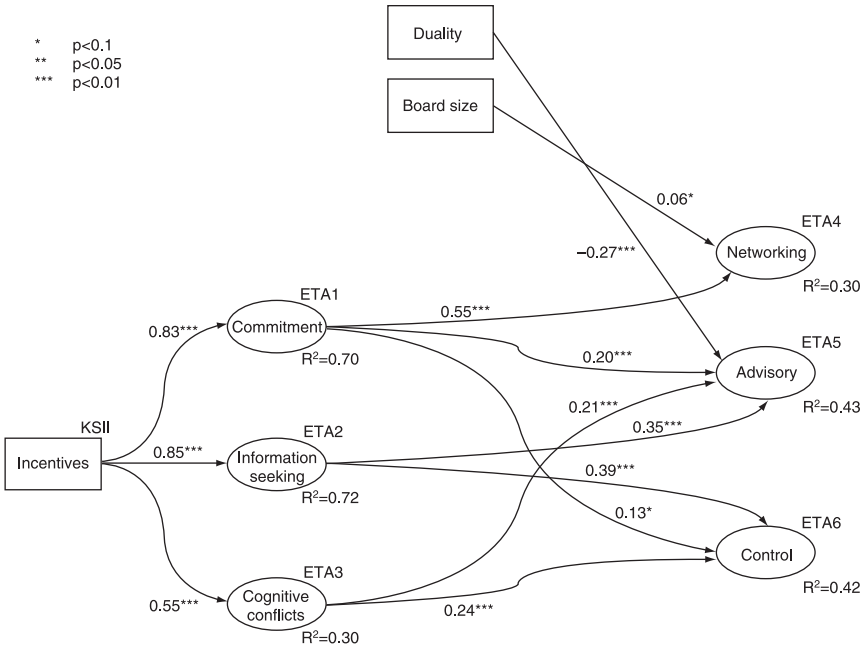 * p<0.1
** p<0.05
*** p<0.01
Duality
Board size
0.06*
ETA4
Networking
R²=0.30
−0.27***
ETA1
Commitment
R²=0.70
0.83***
0.55***
0.20***
ETA5
Advisory
R²=0.43
0.21***
0.35***
KSII
Incentives
0.85***
ETA2
Information
seeking
R²=0.72
0.39***
0.13*
ETA6
Control
R²=0.42
ETA3
Cognitive
conflicts
R²=0.30
0.55***
0.24***